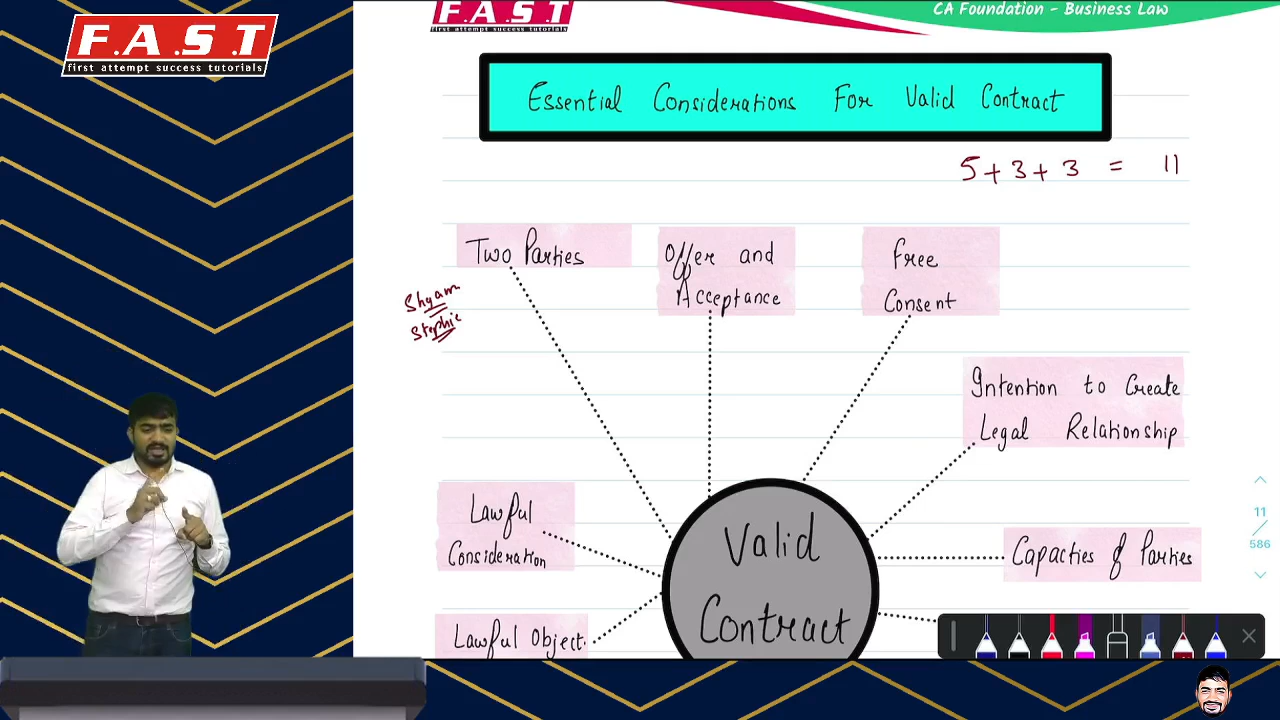 F.A.S.T
first attempt success tutorials
F.A.S.T
first attempt success tutorials
CA Foundation - Business Law
Essential Considerations For Valid Contract
5+3+3 = 11
Two Parties
Shyam
Stephie
Offer and
Acceptance
Free
Consent
Intention to Create
Legal Relationship
Lawful
Consideration
Valid
Contract
Capacties of Parties
Lawful Object
11
586